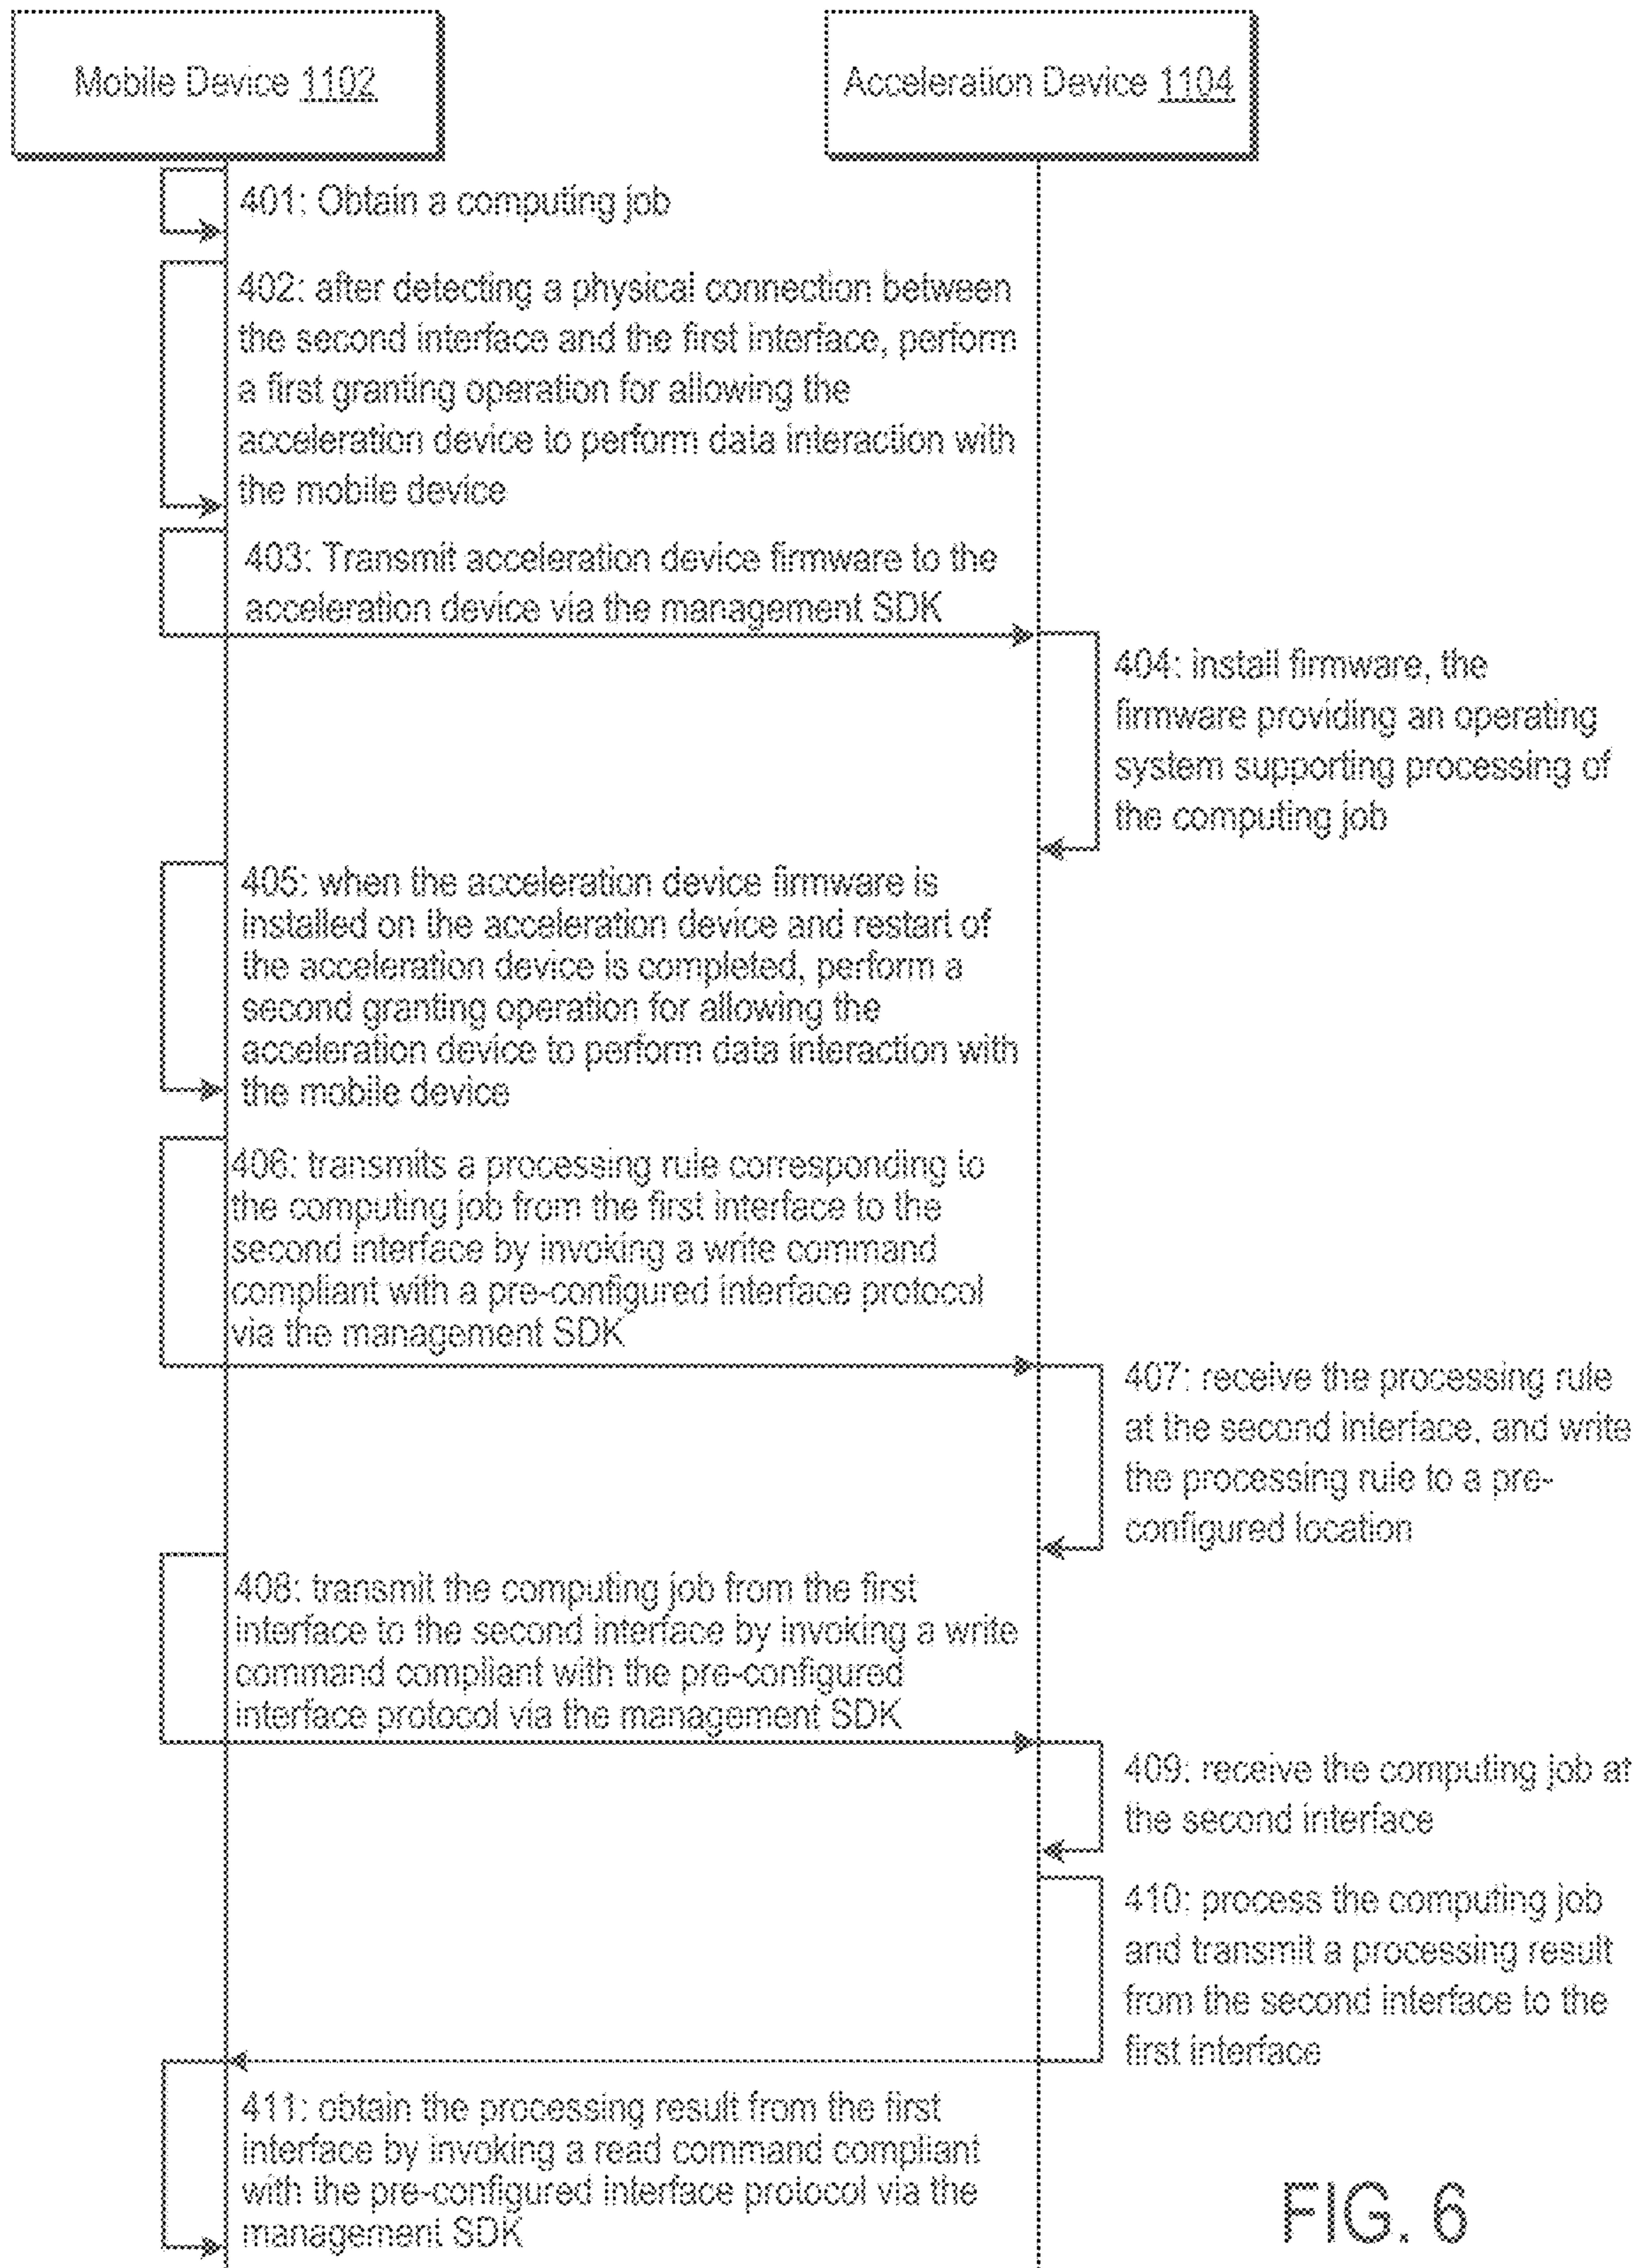 Mobile Device 1102
Acceleration Device 1104
401: Obtain a computing job
402: after detecting a physical connection between
the second interface and the first interface, perform
a first granting operation for allowing the
acceleration device to perform data interaction with
the mobile device
403: Transmit acceleration device firmware to the
acceleration device via the management SDK
404: install firmware, the
firmware providing an operating
system supporting processing of
the computing job
405: when the acceleration device firmware is
installed on the acceleration device and restart of
the acceleration device is completed, perform a
second granting operation for allowing the
acceleration device to perform data interaction with
the mobile device
406: transmits a processing rule corresponding to
the computing job from the first interface to the
second interface by invoking a write command
compliant with a pre-configured interface protocol
via the management SDK
407: receive the processing rule
at the second interface, and write
the processing rule to a pre-
configured location
408: transmit the computing job from the first
interface to the second interface by invoking a write
command compliant with the pre-configured
interface protocol via the management SDK
409: receive the computing job at
the second interface
410: process the computing job
and transmit a processing result
from the second interface to the
first interface
411: obtain the processing result from the first
interface by invoking a read command compliant
with the pre-configured interface protocol via the
management SDK
FIG. 6